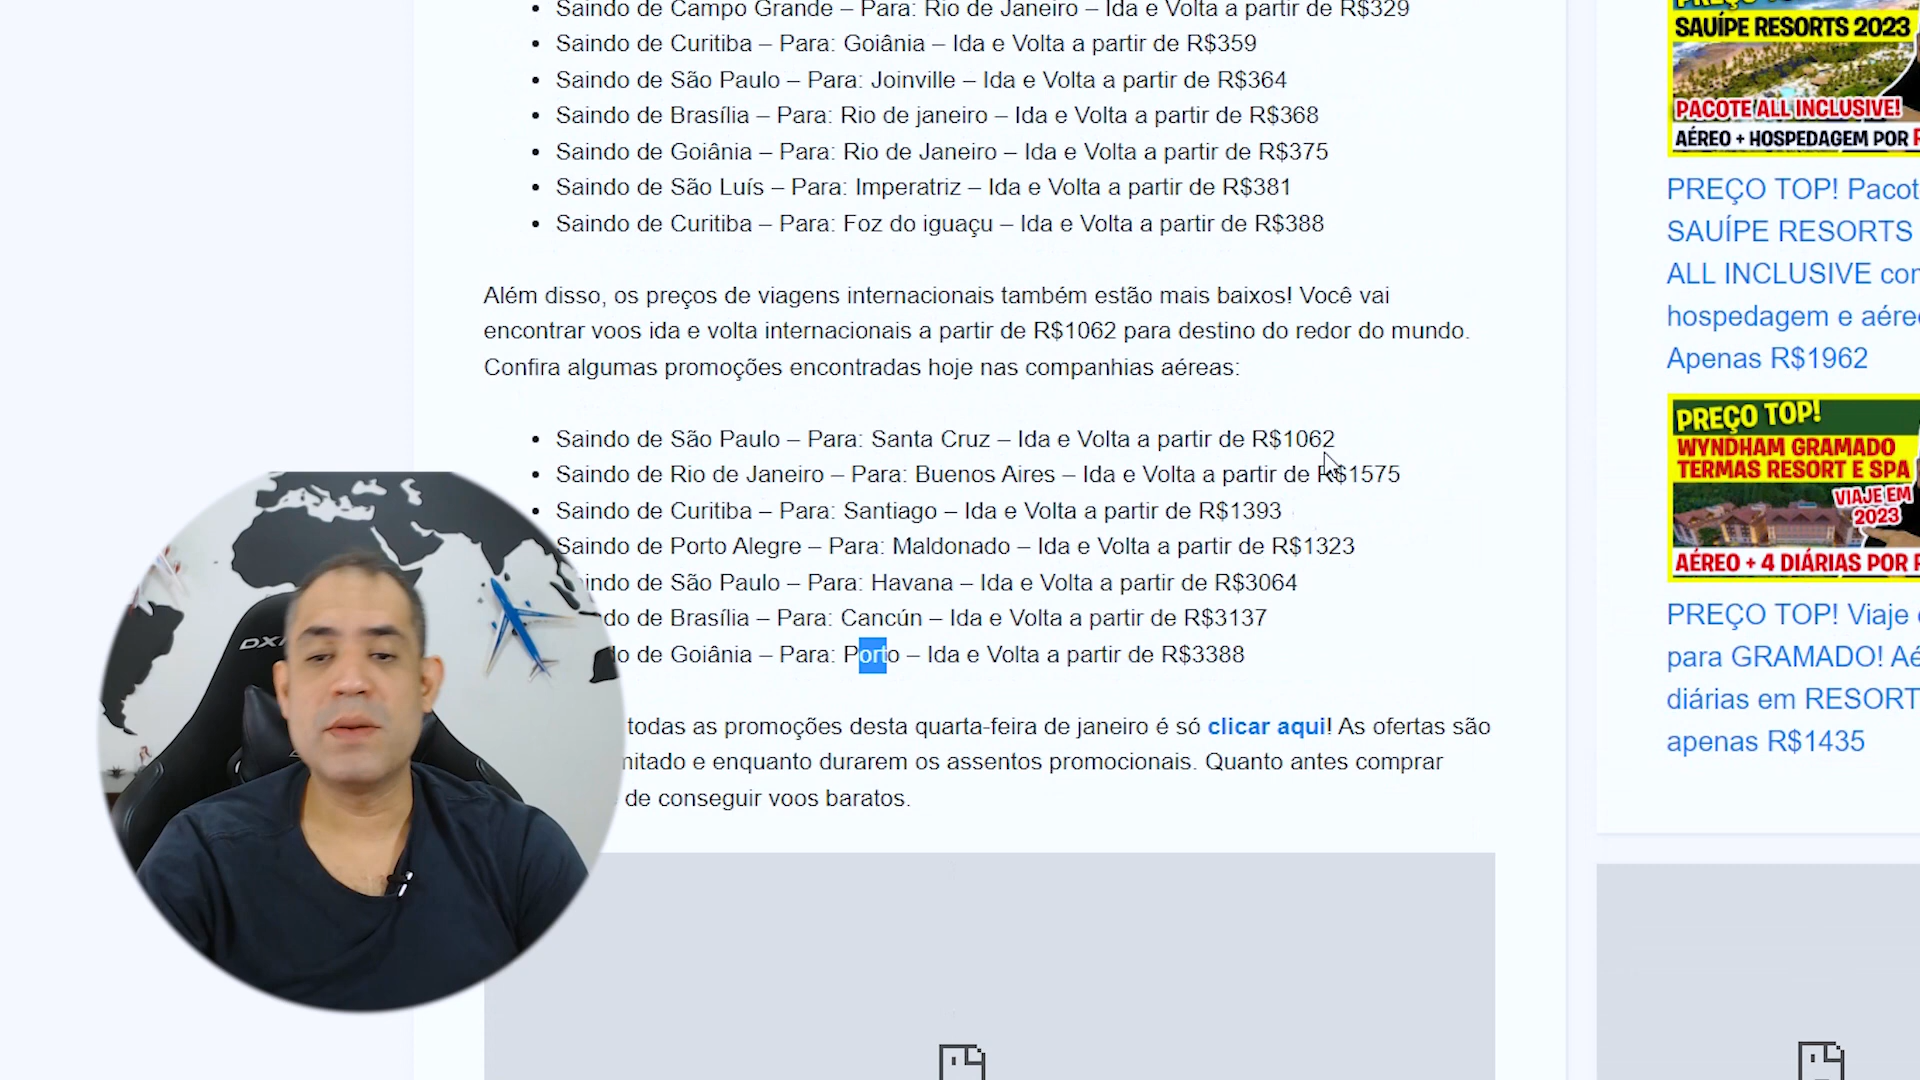 Saindo de Campo Grande – Para: Rio de Janeiro – Ida e Volta a partir de R$329
Saindo de Curitiba – Para: Goiânia – Ida e Volta a partir de R$359
Saindo de São Paulo – Para: Joinville – Ida e Volta a partir de R$364
Saindo de Brasília – Para: Rio de janeiro – Ida e Volta a partir de R$368
Saindo de Goiânia – Para: Rio de Janeiro – Ida e Volta a partir de R$375
Saindo de São Luís – Para: Imperatriz – Ida e Volta a partir de R$381
Saindo de Curitiba – Para: Foz do iguaçu – Ida e Volta a partir de R$388
Além disso, os preços de viagens internacionais também estão mais baixos! Você vai
encontrar voos ida e volta internacionais a partir de R$1062 para destino do redor do mundo.
Confira algumas promoções encontradas hoje nas companhias aéreas:
Saindo de São Paulo – Para: Santa Cruz – Ida e Volta a partir de R$1062
Saindo de Rio de Janeiro – Para: Buenos Aires – Ida e Volta a partir de R$1575
Saindo de Curitiba – Para: Santiago – Ida e Volta a partir de R$1393
Saindo de Porto Alegre – Para: Maldonado – Ida e Volta a partir de R$1323
indo de São Paulo – Para: Havana – Ida e Volta a partir de R$3064
do de Brasília – Para: Cancún – Ida e Volta a partir de R$3137
o de Goiânia – Para: Porto – Ida e Volta a partir de R$3388
todas as promoções desta quarta-feira de janeiro é só clicar aqui! As ofertas são
mitado e enquanto durarem os assentos promocionais. Quanto antes comprar
de conseguir voos baratos.
DX
SAUÍPE RESORTS 2023
PACOTE ALL INCLUSIVE!
AÉREO + HOSPEDAGEM POR R
PREÇO TOP! Pacot
SAUÍPE RESORTS
ALL INCLUSIVE con
hospedagem e aére
Apenas R$1962
PREÇO TOP!
WYNDHAM GRAMADO
TERMAS RESORT E SPA
VIAJE EM
2023
AÉREO + 4 DIÁRIAS POR R
PREÇO TOP! Viaje
para GRAMADO! Aé
diárias em RESORT
apenas R$1435